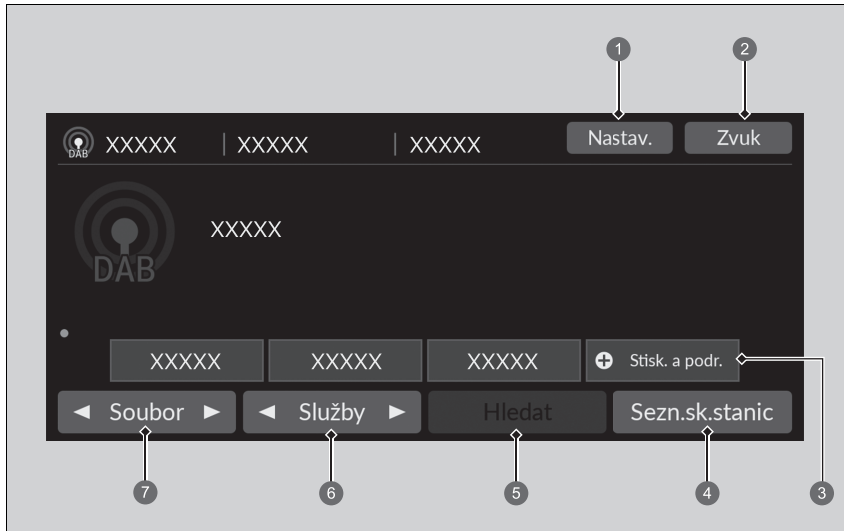 1 2
DAB XXXXX | XXXXX | XXXXX Nastav. Zvuk
DAB XXXXX
XXXXX XXXXX XXXXX Stisk. a podr.
Soubor Služby Hledat Sezn.sk.stanic
7 6 5 4 3